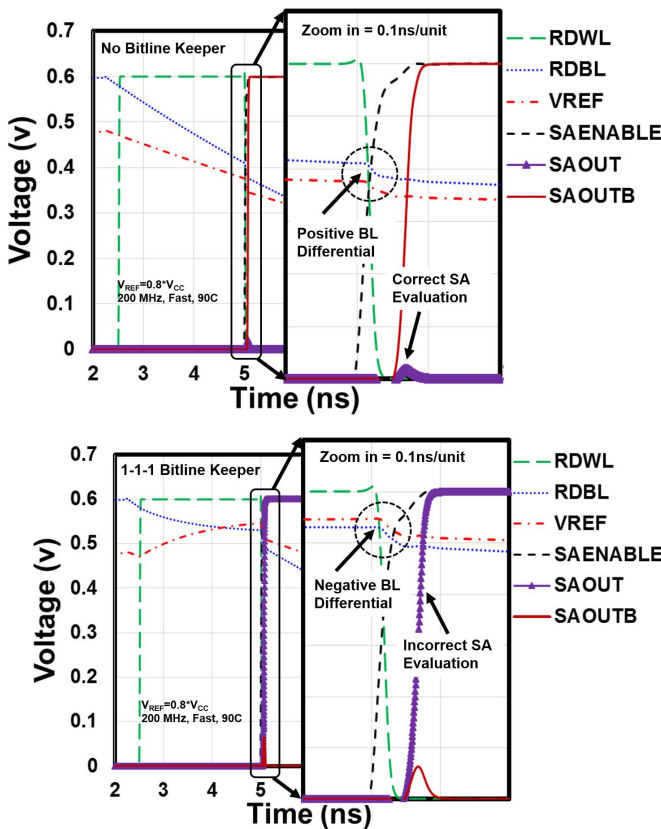 0.7
No Bitline Keeper
Zoom in = 0.1ns/unit
RDWL
RDBL
VREF
SAENABLE
SAOUT
SAOUTB
0.6
0.5
0.4
0.3
0.2
0.1
0
Voltage (v)
Positive BL
Differential
Correct SA
Evaluation
VREF=0.8*VCC
200 MHz, Fast, 90C
2
3
4
5
Time (ns)
0.7
1-1-1 Bitline Keeper
Zoom in = 0.1ns/unit
RDWL
RDBL
VREF
SAENABLE
SAOUT
SAOUTB
0.6
0.5
0.4
0.3
0.2
0.1
0
Voltage (v)
Negative BL
Differential
Incorrect SA
Evaluation
VREF=0.8*VCC
200 MHz, Fast, 90C
2
3
4
5
Time (ns)